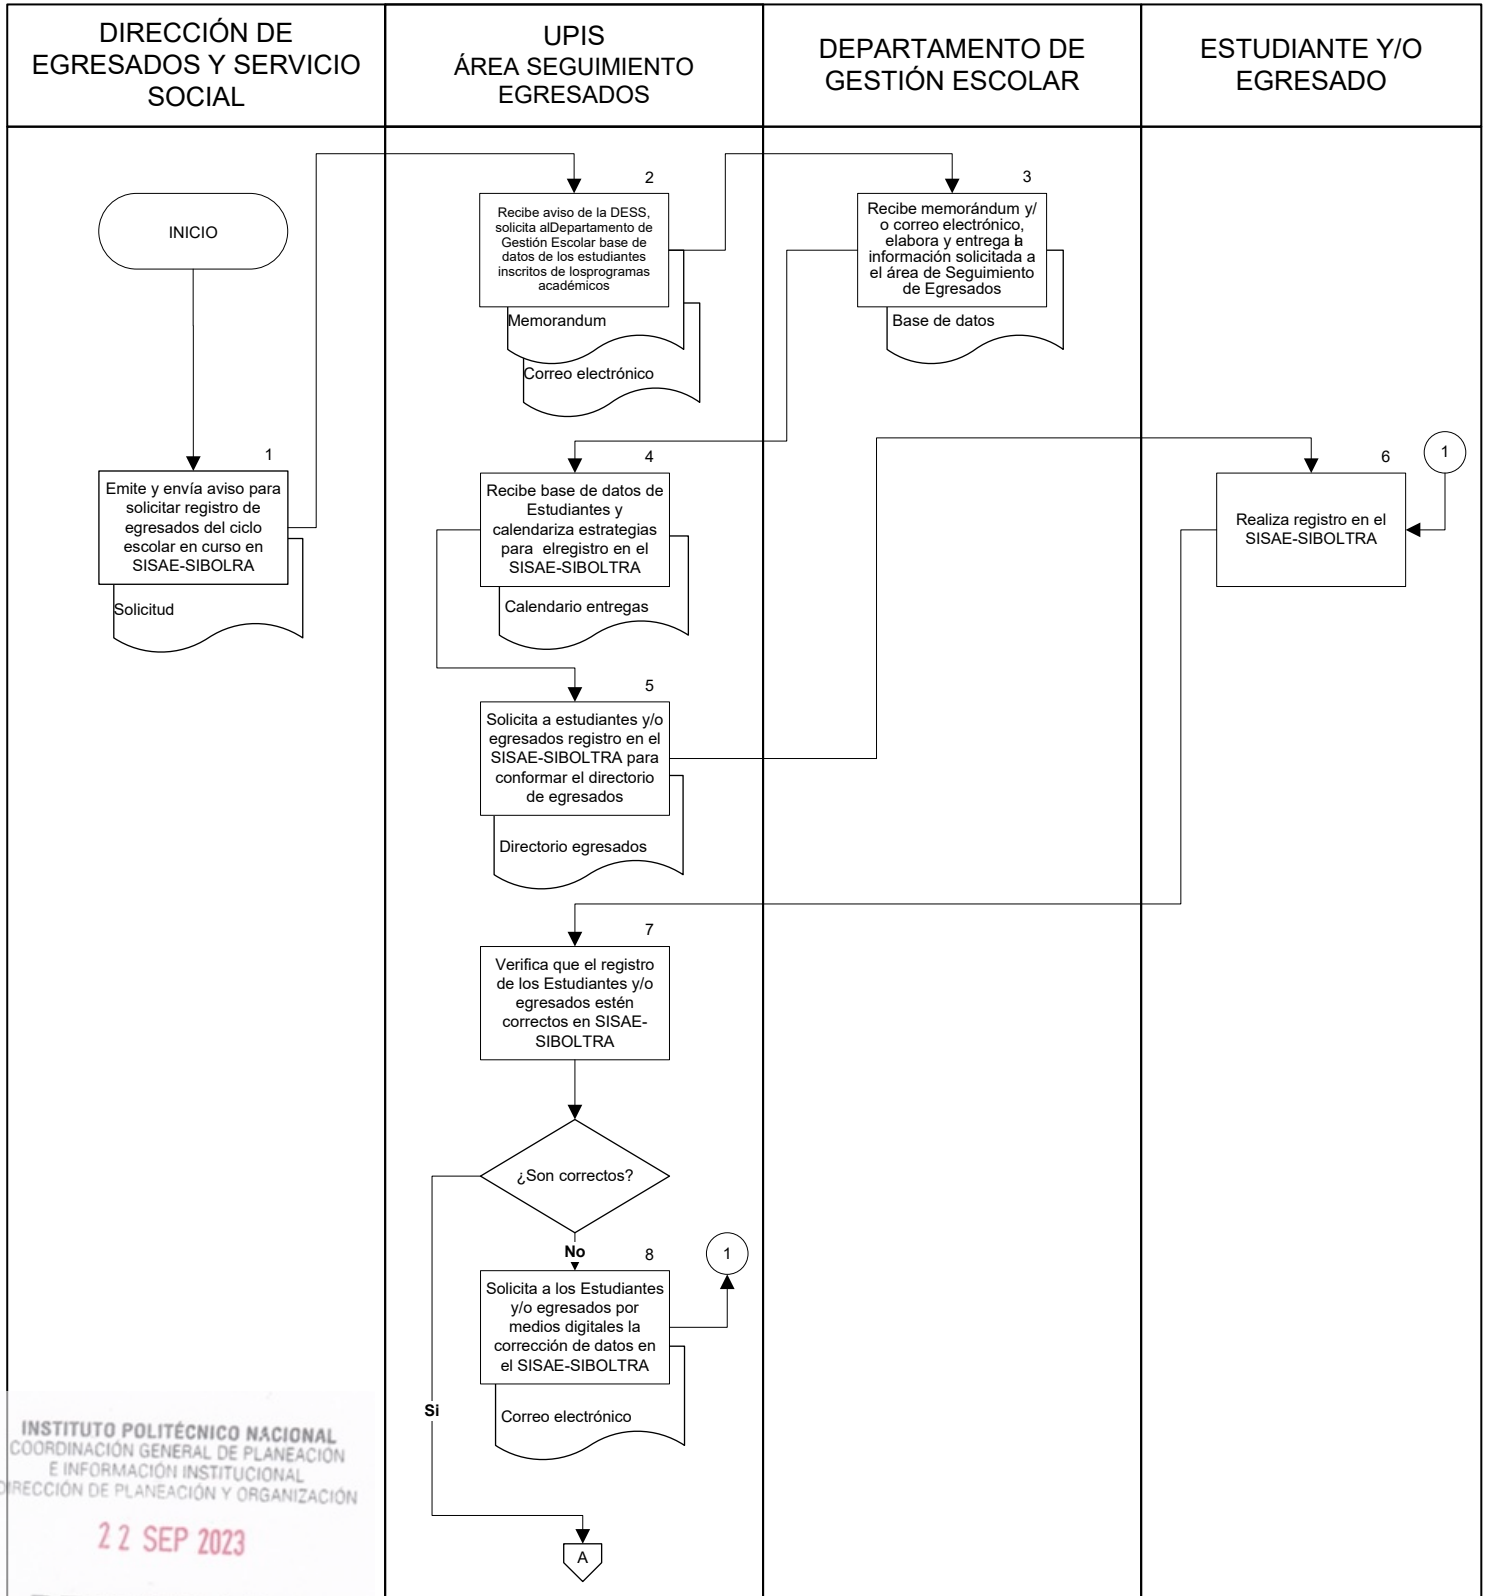 DIRECCIÓN DE
EGRESADOS Y SERVICIO
SOCIAL
UPIS
ÁREA SEGUIMIENTO
EGRESADOS
DEPARTAMENTO DE
GESTIÓN ESCOLAR
ESTUDIANTE Y/O
EGRESADO
INICIO
1
Emite y envía aviso para
solicitar registro de
egresados del ciclo
escolar en curso en
SISAE-SIBOLRA
Solicitud
2
Recibe aviso de la DESS,
solicita alDepartamento de
Gestión Escolar base de
datos de los estudiantes
inscritos de losprogramas
académicos
Memorandum
Correo electrónico
3
Recibe memorándum y/
o correo electrónico,
elabora y entrega la
información solicitada a
el área de Seguimiento
de Egresados
Base de datos
4
Recibe base de datos de
Estudiantes y
calendariza estrategias
para elregistro en el
SISAE-SIBOLTRA
Calendario entregas
5
Solicita a estudiantes y/o
egresados registro en el
SISAE-SIBOLTRA para
conformar el directorio
de egresados
Directorio egresados
6
1
Realiza registro en el
SISAE-SIBOLTRA
7
Verifica que el registro
de los Estudiantes y/o
egresados estén
correctos en SISAE-
SIBOLTRA
¿Son correctos?
No
8
1
Solicita a los Estudiantes
y/o egresados por
medios digitales la
corrección de datos en
el SISAE-SIBOLTRA
Correo electrónico
Si
A
INSTITUTO POLITÉCNICO NACIONAL
COORDINACIÓN GENERAL DE PLANEACIÓN
E INFORMACIÓN INSTITUCIONAL
DIRECCIÓN DE PLANEACIÓN Y ORGANIZACIÓN
22 SEP 2023